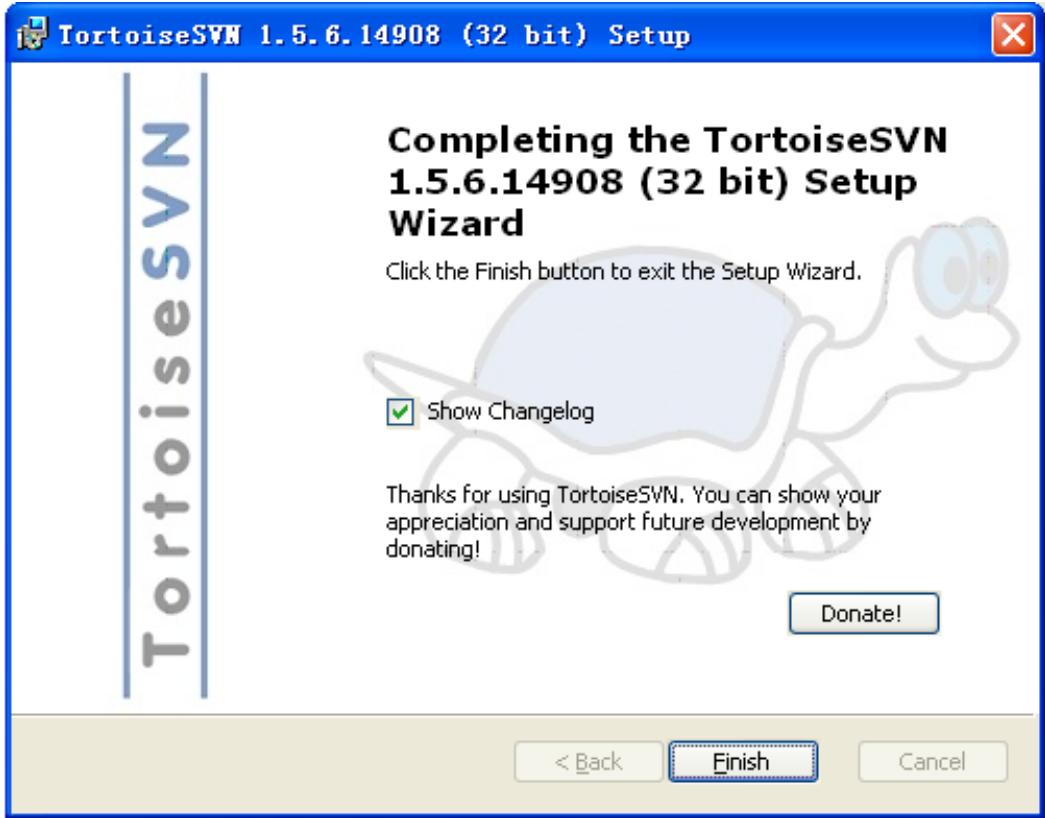 TortoiseSVN 1.5.6.14908 (32 bit) Setup
TortoiseSVN
Completing the TortoiseSVN
1.5.6.14908 (32 bit) Setup
Wizard
Click the Finish button to exit the Setup Wizard.
Show Changelog
Thanks for using TortoiseSVN. You can show your
appreciation and support future development by
donating!
Donate!
< Back
Finish
Cancel